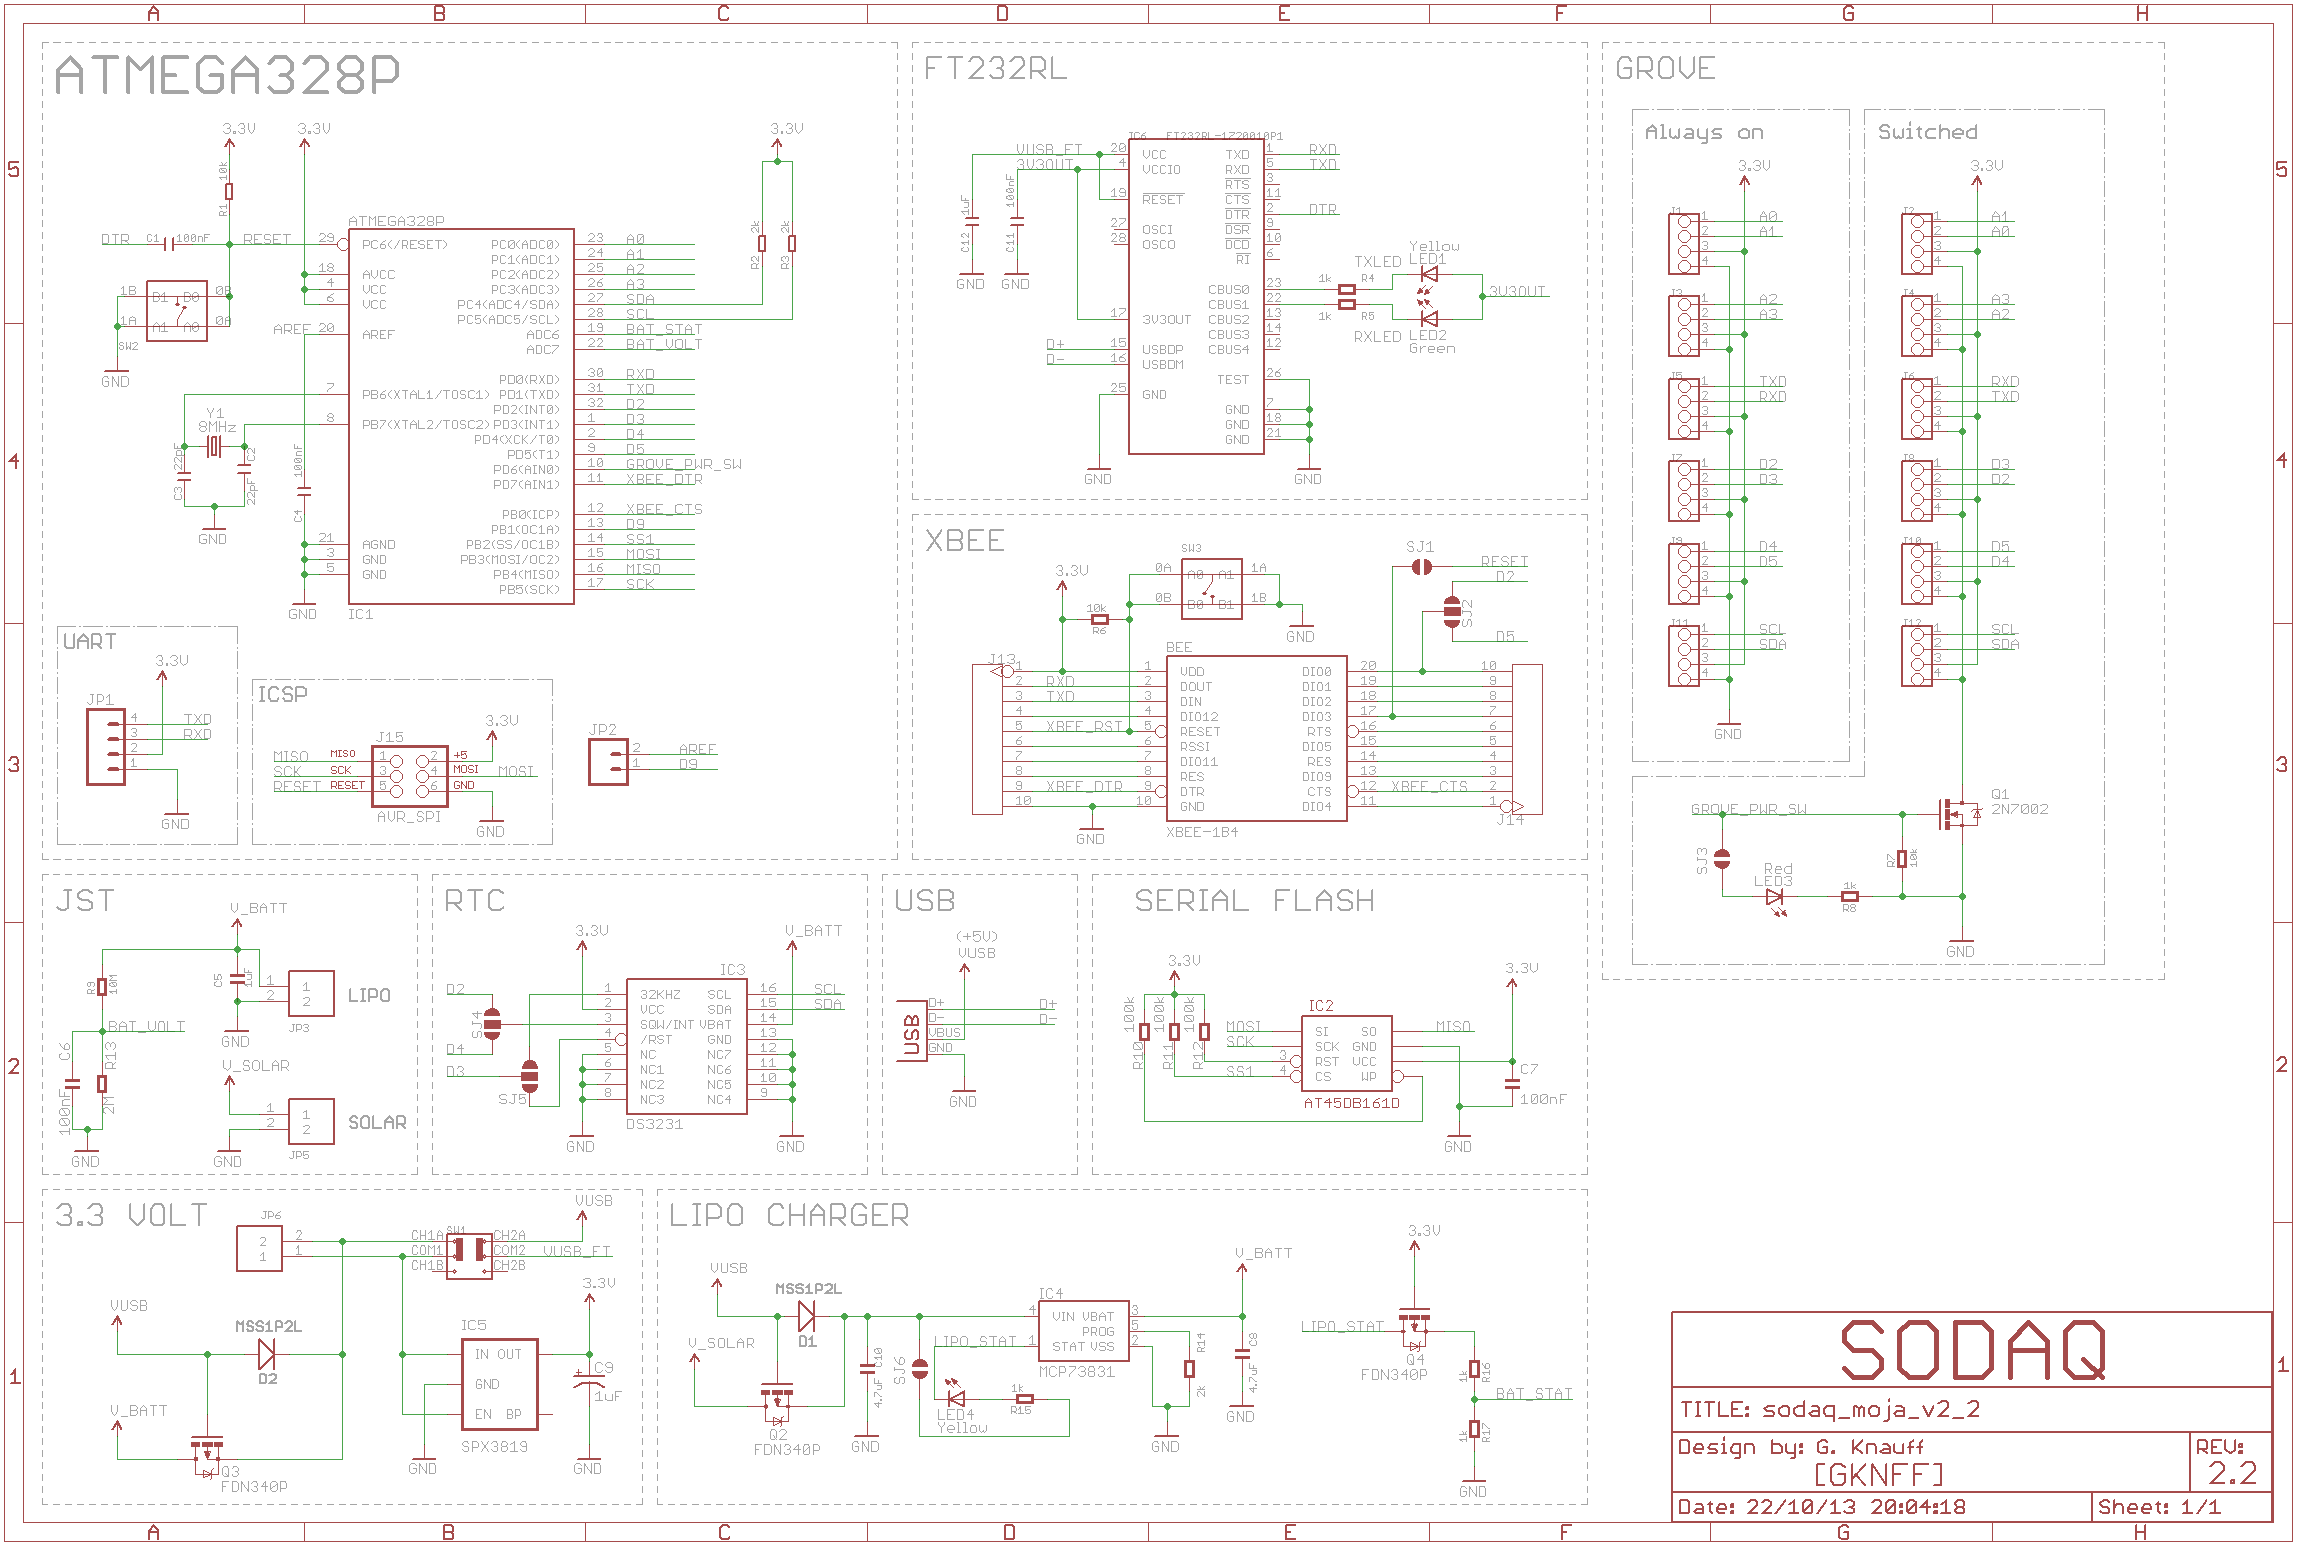 A B C D E F G H
5
4
3
2
1
ATMEGA328P
3.3V
3.3V
3.3V
10k
R1
DTR
C1
100nF
RESET
1B
B1 B0
0B
1A
A1 A0
0A
SW2
GND
AREF
Y1
8MHz
22pF
C3
C2
22pF
GND
100nF
C4
GND
ATMEGA328P
29 PC6(/RESET)
18 AVCC
4 VCC
6 VCC
20 AREF
7 PB6(XTAL1/TOSC1)
8 PB7(XTAL2/TOSC2)
21 AGND
3 GND
5 GND
IC1
PC0(ADC0) 23 A0
PC1(ADC1) 24 A1
PC2(ADC2) 25 A2
PC3(ADC3) 26 A3
PC4(ADC4/SDA) 27 SDA
PC5(ADC5/SCL) 28 SCL
ADC6 19 BAT_STAT
ADC7 22 BAT_VOLT
PD0(RXD) 30 RXD
PD1(TXD) 31 TXD
PD2(INT0) 32 D2
PD3(INT1) 1 D3
PD4(XCK/T0) 2 D4
PD5(T1) 9 D5
PD6(AIN0) 10 GROVE_PWR_SW
PD7(AIN1) 11 XBEE_DTR
PB0(ICP) 12 XBEE_CTS
PB1(OC1A) 13 D9
PB2(SS/OC1B) 14 SS1
PB3(MOSI/OC2) 15 MOSI
PB4(MISO) 16 MISO
PB5(SCK) 17 SCK
2k
R2
2k
R3
UART
3.3V
JP1
4 TXD
3 RXD
2
1
GND
ICSP
3.3V
J15
MISO MISO 1 2 +5
SCK SCK 3 4 MOSI MOSI
RESET RESET 5 6 GND
AVR_SPI
GND
JP2
2 AREF
1 D9
FT232RL
IC6 FT232RL-1Z20010P1
VUSB_FT 20 VCC
3V3OUT 4 VCCIO
19 RESET
27 OSCI
28 OSCO
17 3V3OUT
D+ 15 USBDP
D- 16 USBDM
25 GND
1uF
C12
100nF
C11
GND
GND
GND
TXD 1 RXD
RXD 5 TXD
RTS 3
CTS 11
DTR 2 DTR
DSR 9
DCD 10
RI 6
CBUS0 23
CBUS1 22
CBUS2 13
CBUS3 14
CBUS4 12
TEST 26
GND 7
GND 18
GND 21
GND
1k R4
1k R5
TXLED
RXLED
Yellow
LED1
LED2
Green
3V3OUT
XBEE
3.3V
10k
R6
SW3
0A A0 A1 1A
0B B0 B1 1B
GND
SJ1
RESET
D2
SJ2
D5
BEE
J13
1 1 VDD
2 RXD 2 DOUT
3 TXD 3 DIN
4 4 DIO12
5 XBEE_RST 5 RESET
6 6 RSSI
7 7 DIO11
8 8 RES
9 XBEE_DTR 9 DTR
10 10 GND
GND
XBEE-1B4
DIO0 20 10
DIO1 19 9
DIO2 18 8
DIO3 17 7
RTS 16 6
DIO5 15 5
RES 14 4
DIO9 13 3
CTS 12 XBEE_CTS 2
DIO4 11 1
J14
GROVE
Always on
3.3V
J1
1 A0
2 A1
3
4
J3
1 A2
2 A3
3
4
J5
1 TXD
2 RXD
3
4
J7
1 D2
2 D3
3
4
J9
1 D4
2 D5
3
4
J11
1 SCL
2 SDA
3
4
GND
Switched
3.3V
J2
1 A1
2 A0
3
4
J4
1 A3
2 A2
3
4
J6
1 RXD
2 TXD
3
4
J8
1 D3
2 D2
3
4
J10
1 D5
2 D4
3
4
J12
1 SCL
2 SDA
3
4
GROVE_PWR_SW
Q1
2N7002
SJ3
R7
10k
Red
LED3
1k
R8
GND
JST
V_BATT
R9
10M
C5
1uF
1 1
2 2
LIPO
JP3
BAT_VOLT
GND
C6
100nF
R13
2M
GND
V_SOLAR
1 1
2 2
SOLAR
JP5
GND
RTC
3.3V
V_BATT
IC3
D2
SJ4
D4
D3
SJ5
1 32KHZ
2 VCC
3 SQW/INT
4 /RST
5 NC
6 NC1
7 NC2
8 NC3
SCL 16 SCL
SDA 15 SDA
VBAT 14
GND 13
NC7 12
NC6 11
NC5 10
NC4 9
DS3231
GND
GND
USB
(+5V)
VUSB
USB
D+ D+
D- D-
VBUS
GND
GND
SERIAL FLASH
3.3V
3.3V
100k
R10
100k
R11
100k
R12
IC2
MOSI SI SO MISO
SCK SCK GND
3 RST VCC
SS1 4 CS WP
AT45DB161D
C7
100nF
GND
3.3 VOLT
JP6
2 2
1 1
SW1
CH1A CH2A
COM1 COM2 VUSB_FT
CH1B CH2B
VUSB
3.3V
VUSB
MSS1P2L
D2
V_BATT
Q3
FDN340P
IC5
IN OUT
GND
EN BP
SPX3819
GND
C9
1uF
GND
LIPO CHARGER
VUSB
MSS1P2L
D1
V_SOLAR
Q2
FDN340P
C10
4.7uF
GND
SJ6
LIPO_STAT
LED4
Yellow
1k
R15
IC4
4 VIN VBAT 3
PROG 5
1 STAT VSS 2
MCP73831
R14
2k
GND
V_BATT
C8
4.7uF
GND
3.3V
LIPO_STAT
Q4
FDN340P
1k
R16
BAT_STAT
1k
R17
GND
SODAQ
TITLE: sodaq_moja_v2_2
Design by: G. Knauff
[GKNFF]
REV:
2.2
Date: 22/10/13 20:04:18
Sheet: 1/1
5
4
3
2
1
A B C D E F G H